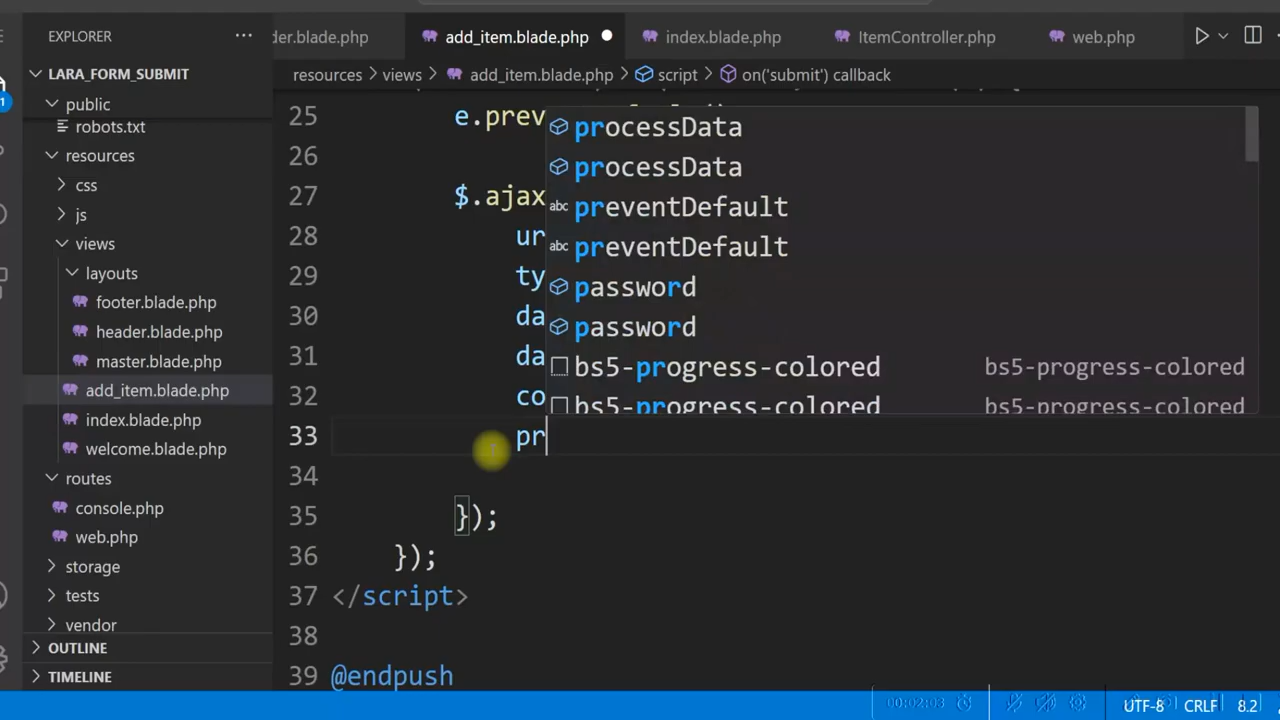 EXPLORER
der.blade.php
add_item.blade.php
index.blade.php
ItemController.php
web.php
LARA_FORM_SUBMIT
resources
views
add_item.blade.php
script
on('submit') callback
public
robots.txt
resources
css
js
views
layouts
footer.blade.php
header.blade.php
master.blade.php
add_item.blade.php
index.blade.php
welcome.blade.php
routes
console.php
web.php
storage
tests
vendor
OUTLINE
TIMELINE
25 e.prev
26
27 $.ajax
28 ur
29 ty
30 da
31 da
32 co
33 pr
34
35 });
36 });
37 </script>
38
39 @endpush
processData
processData
preventDefault
preventDefault
password
password
bs5-progress-colored bs5-progress-colored
bs5-progress-colored bs5-progress-colored
1
00:02:03
UTF-8 CRLF 8.2